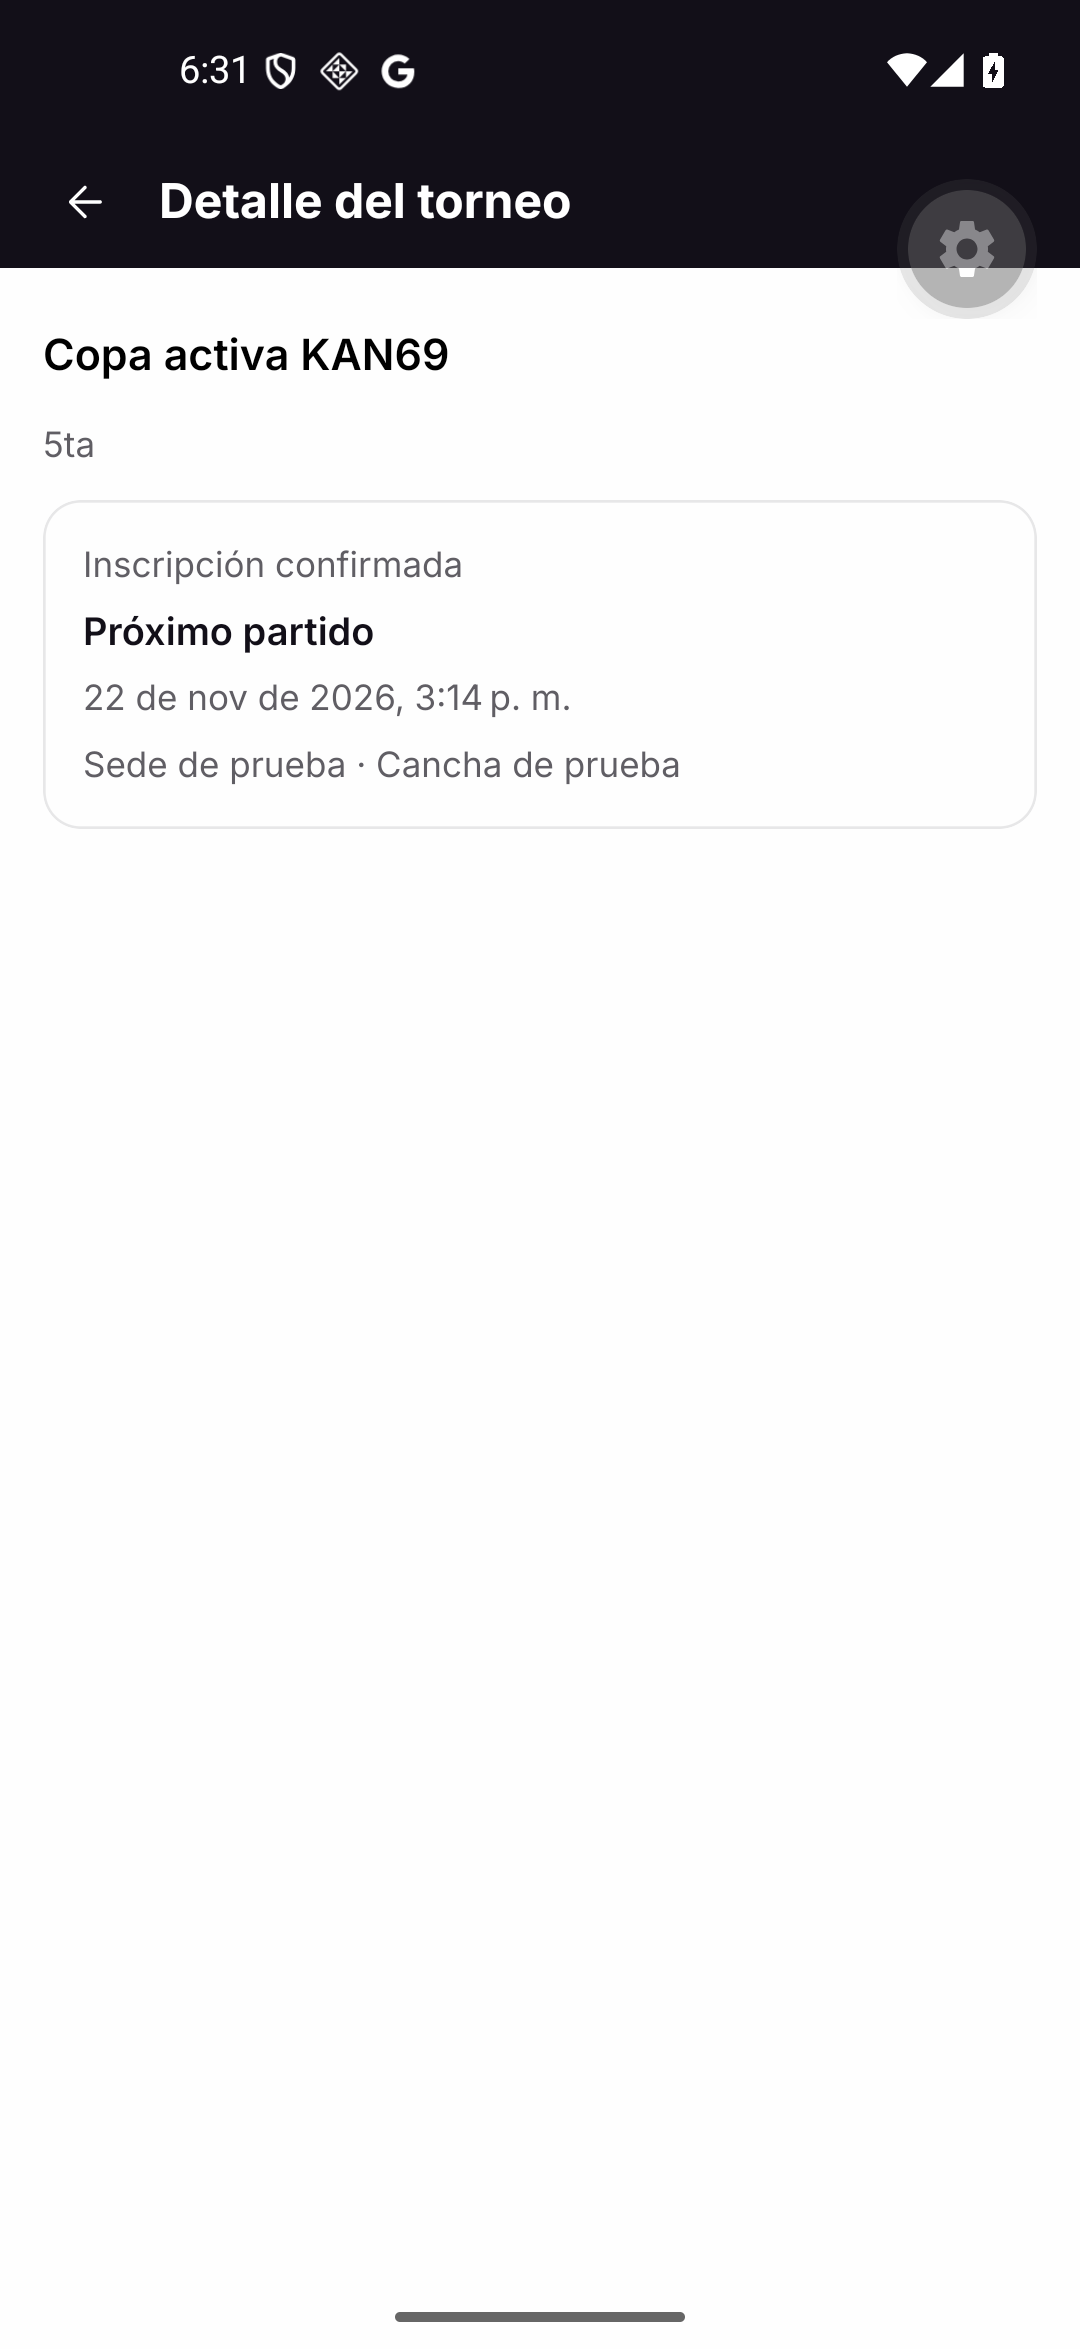 6:31
Detalle del torneo
Copa activa KAN69
5ta
Inscripción confirmada
Próximo partido
22 de nov de 2026, 3:14 p. m.
Sede de prueba · Cancha de prueba